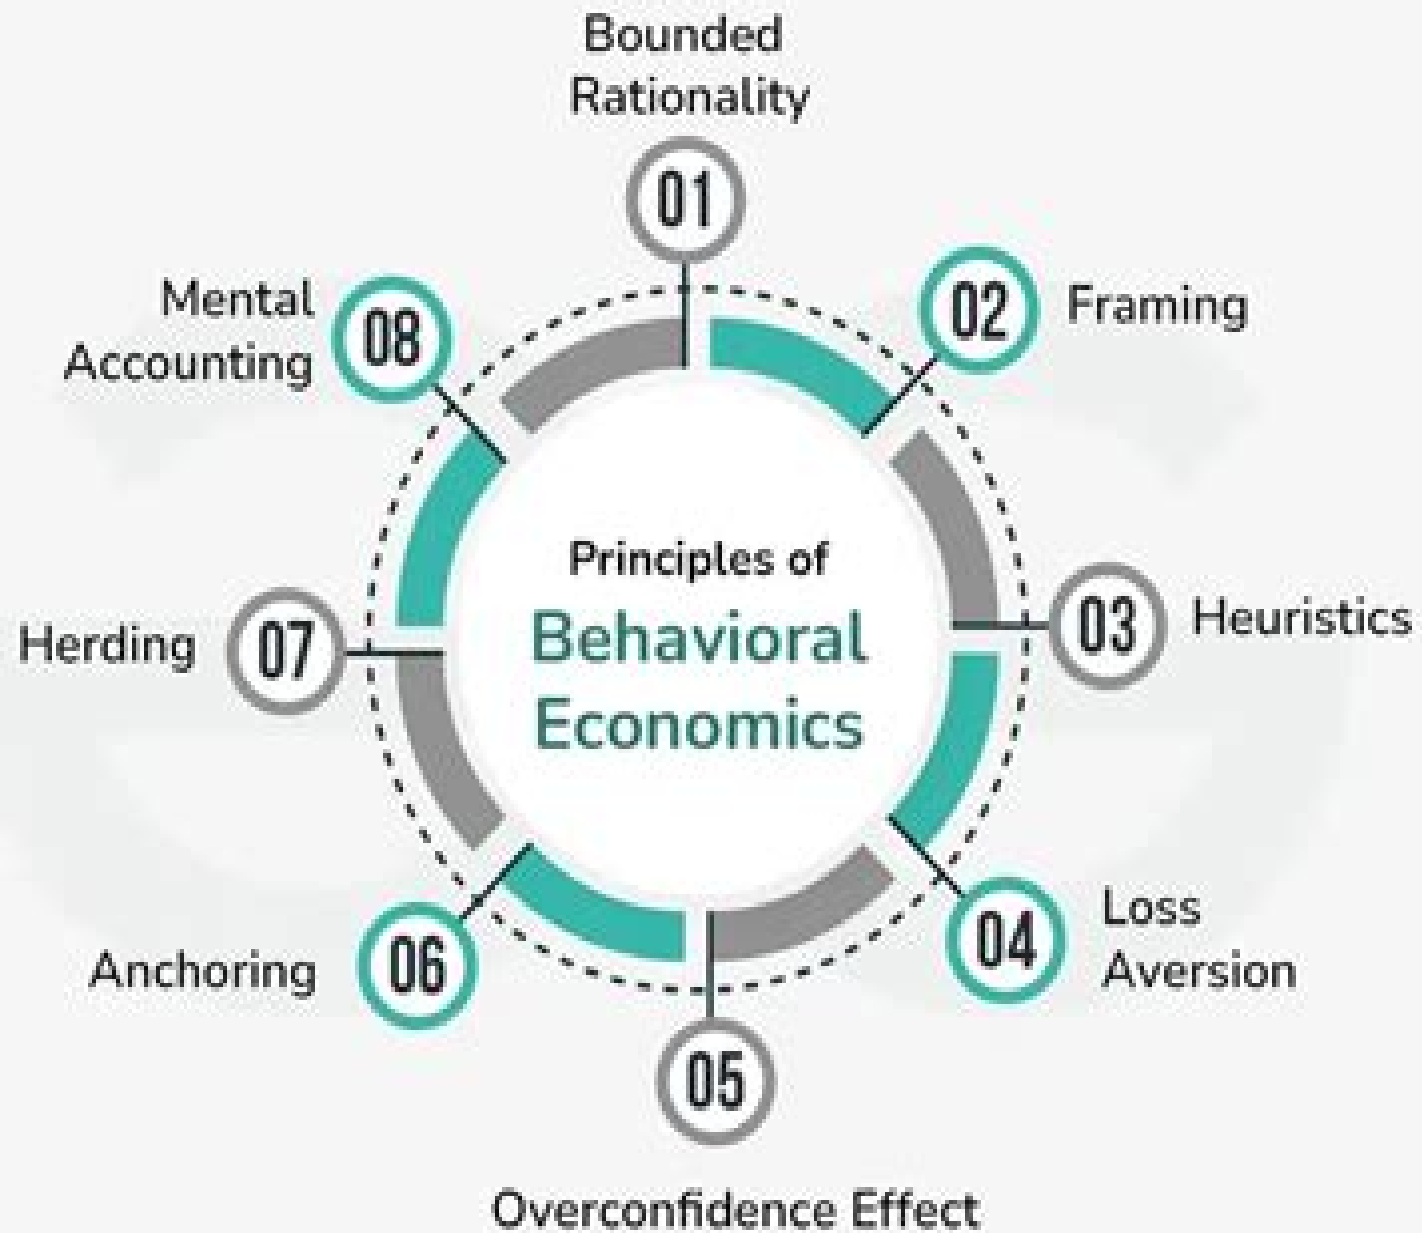 Bounded
Rationality
01
02
Framing
03
Heuristics
04
Loss
Aversion
05
Overconfidence Effect
06
Anchoring
07
Herding
08
Mental
Accounting
Principles of
Behavioral
Economics